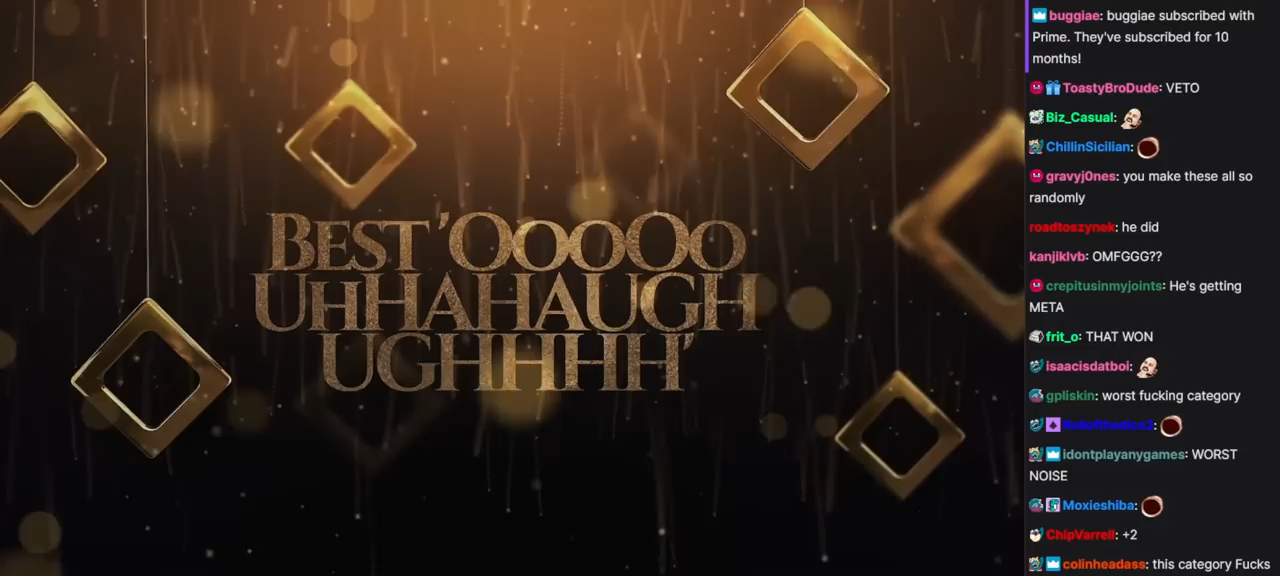 BEST 'OOOOO
UHHAHAUGH
UGHHHH'
buggiae: buggiae subscribed with
Prime. They've subscribed for 10
months!
ToastyBroDude: VETO
Biz_Casual:
ChillinSicilian:
gravyj0nes: you make these all so
randomly
roadtoszynek: he did
kanjiklvb: OMFGGG??
crepitusinmyjoints: He's getting
META
frit_o: THAT WON
isaacisdatboi:
gpliskin: worst fucking category
idontplayanygames: WORST
NOISE
Moxieshiba:
ChipVarrell: +2
colinheadass: this category Fucks